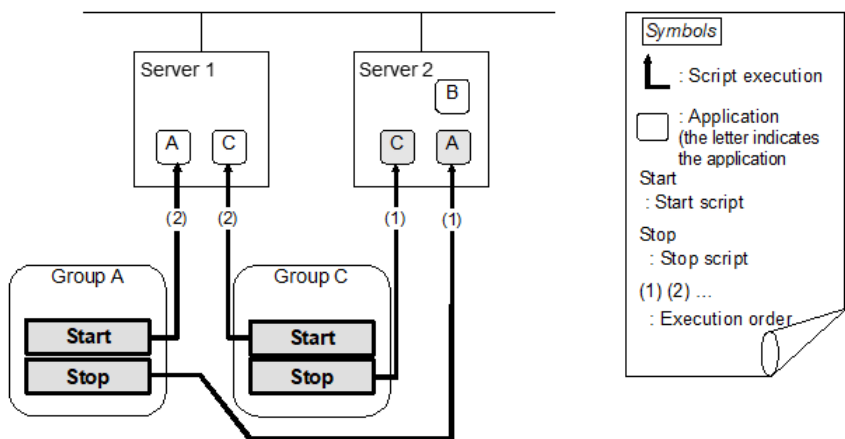 Server 1
Server 2
B
A
C
C
A
(2)
(2)
(1)
(1)
Group A
Start
Stop
Group C
Start
Stop
Symbols
: Script execution
: Application
(the letter indicates
the application
Start
: Start script
Stop
: Stop script
(1) (2) ...
: Execution order